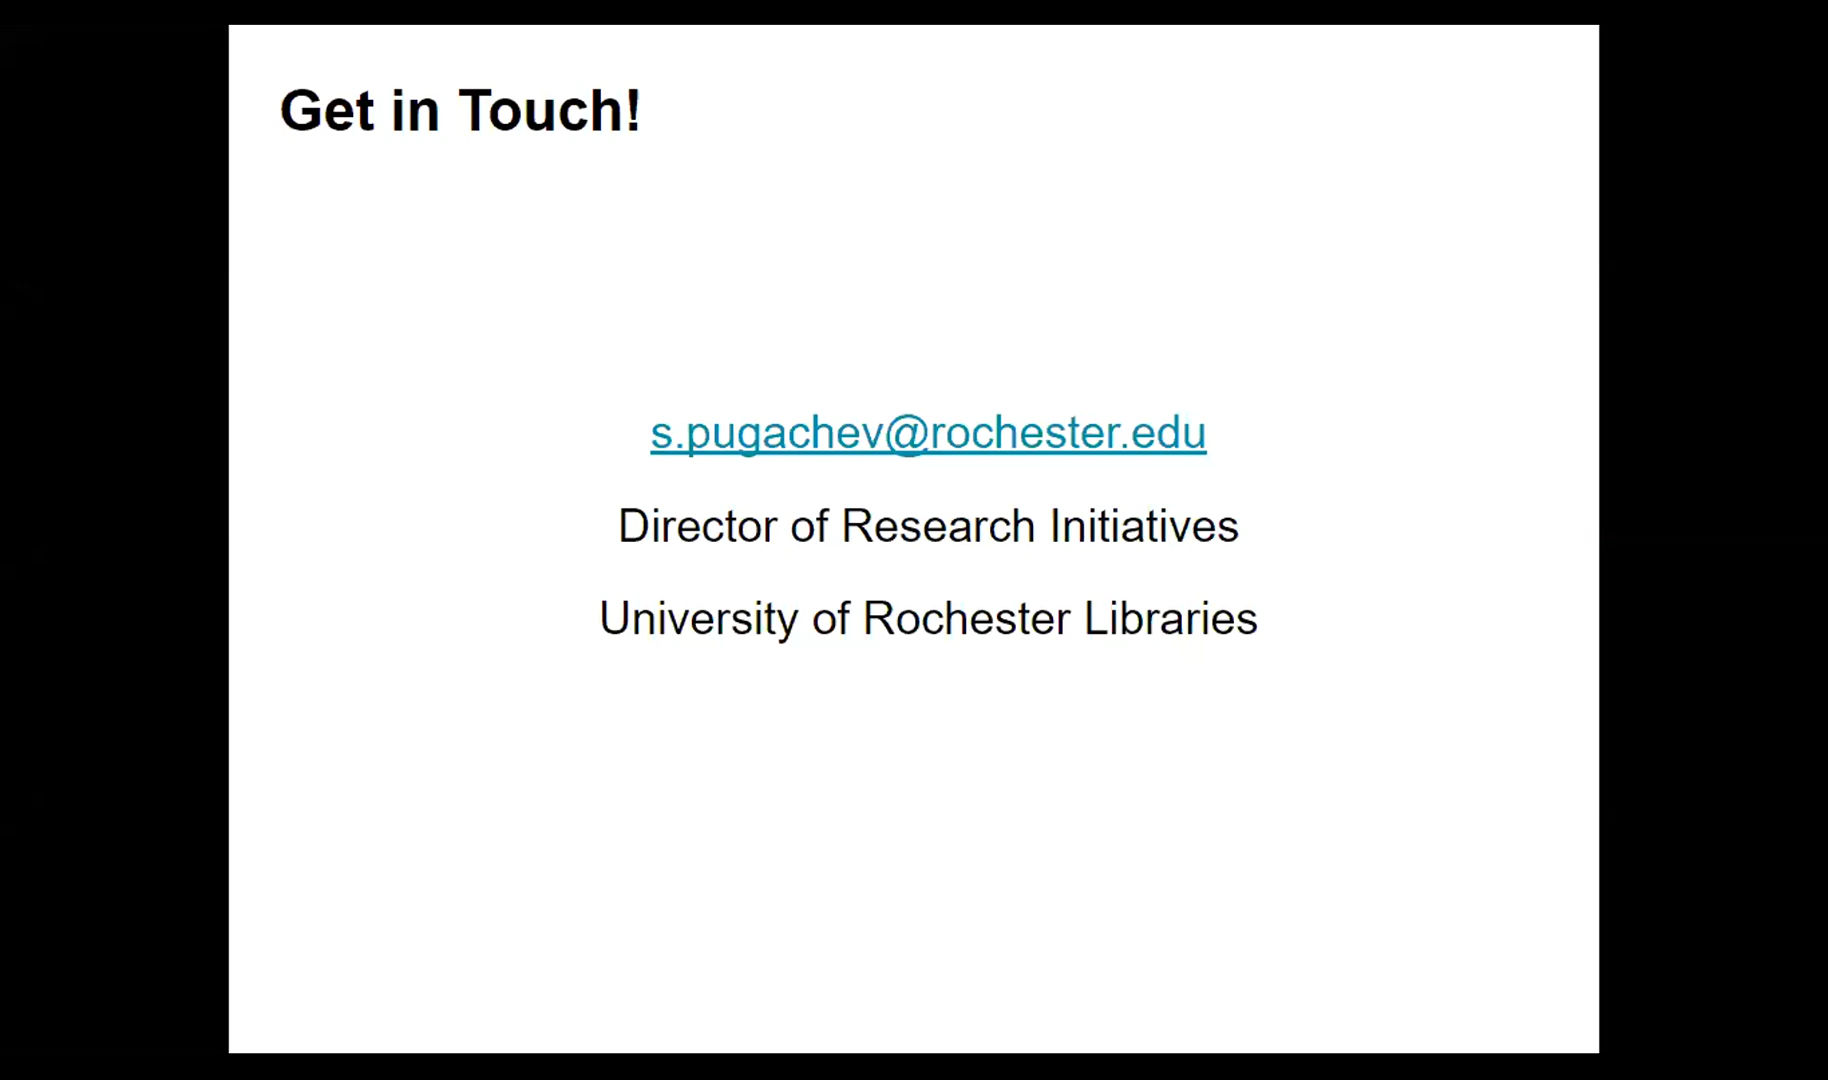 Get in Touch!
s.pugachev@rochester.edu
Director of Research Initiatives
University of Rochester Libraries